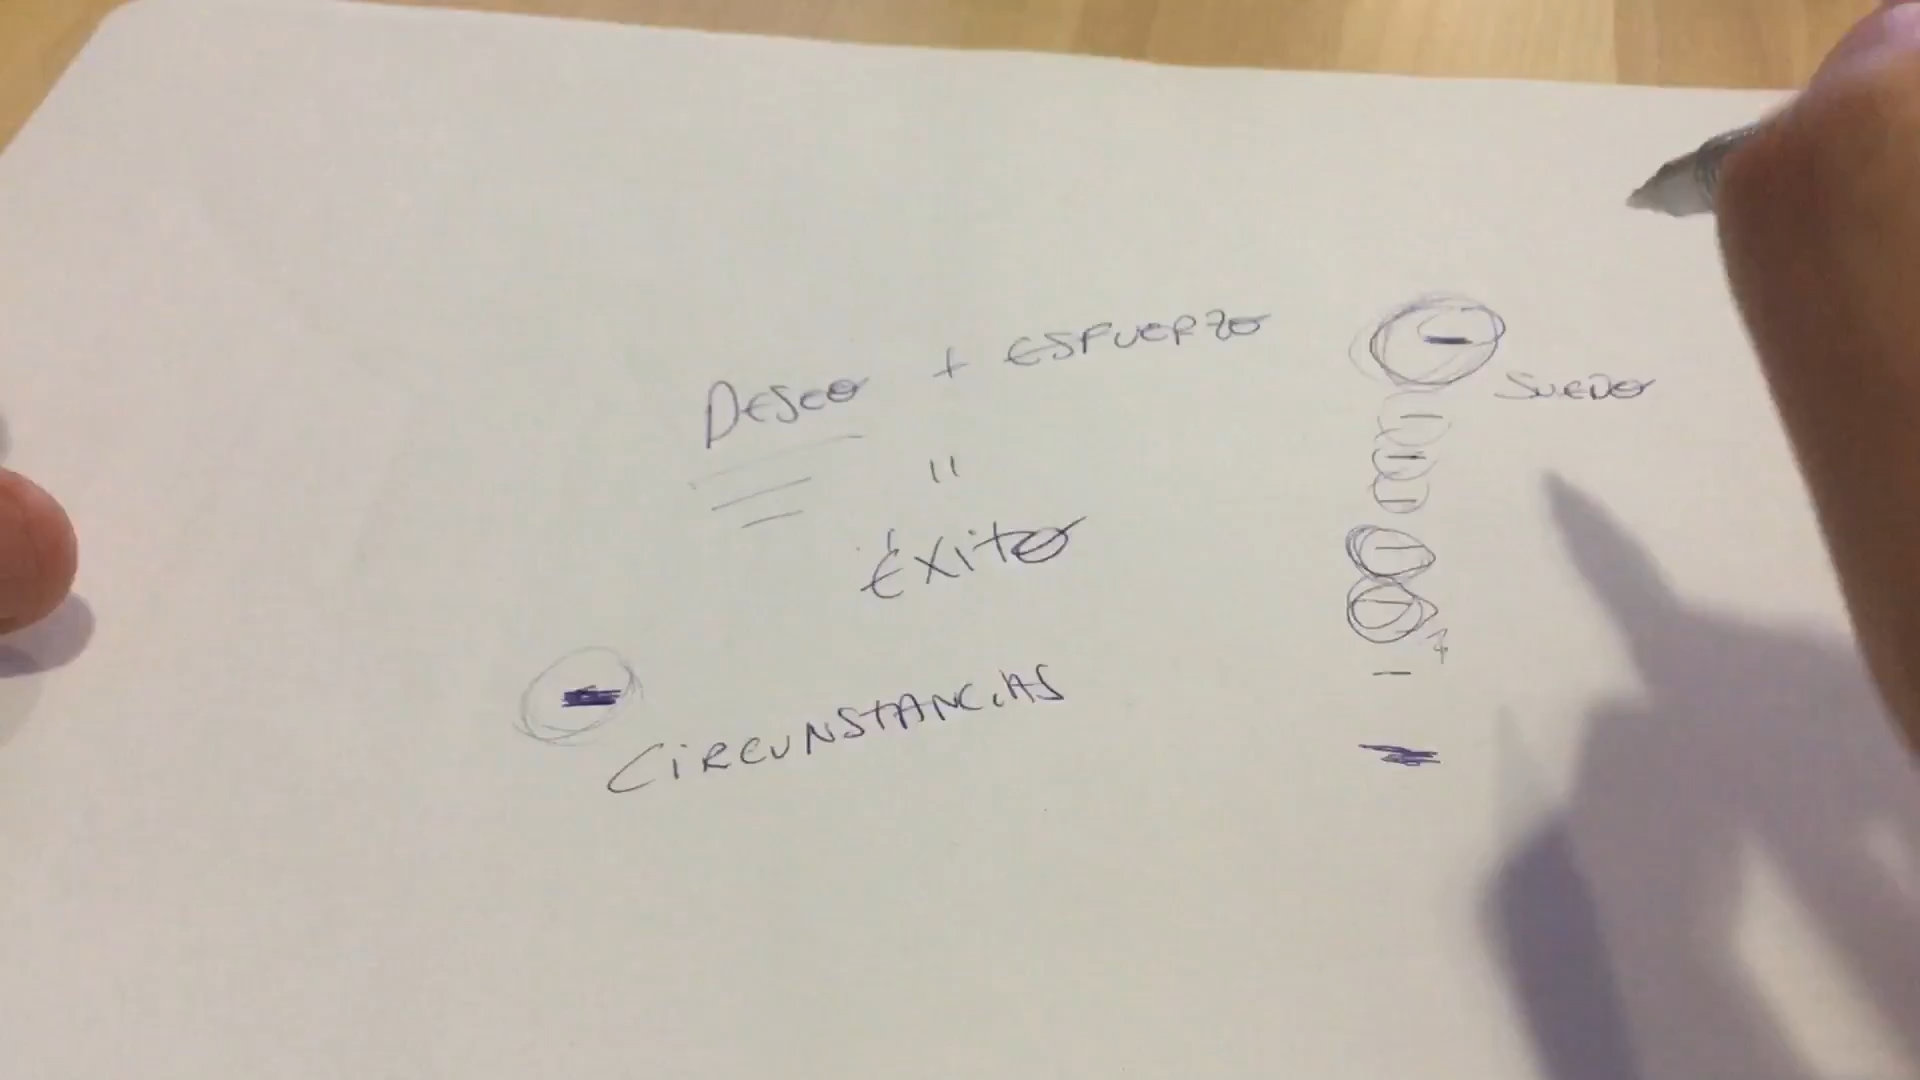 DESEO + ESFUERZO
=
Éxito
SUEÑO
CIRCUNSTANCIAS